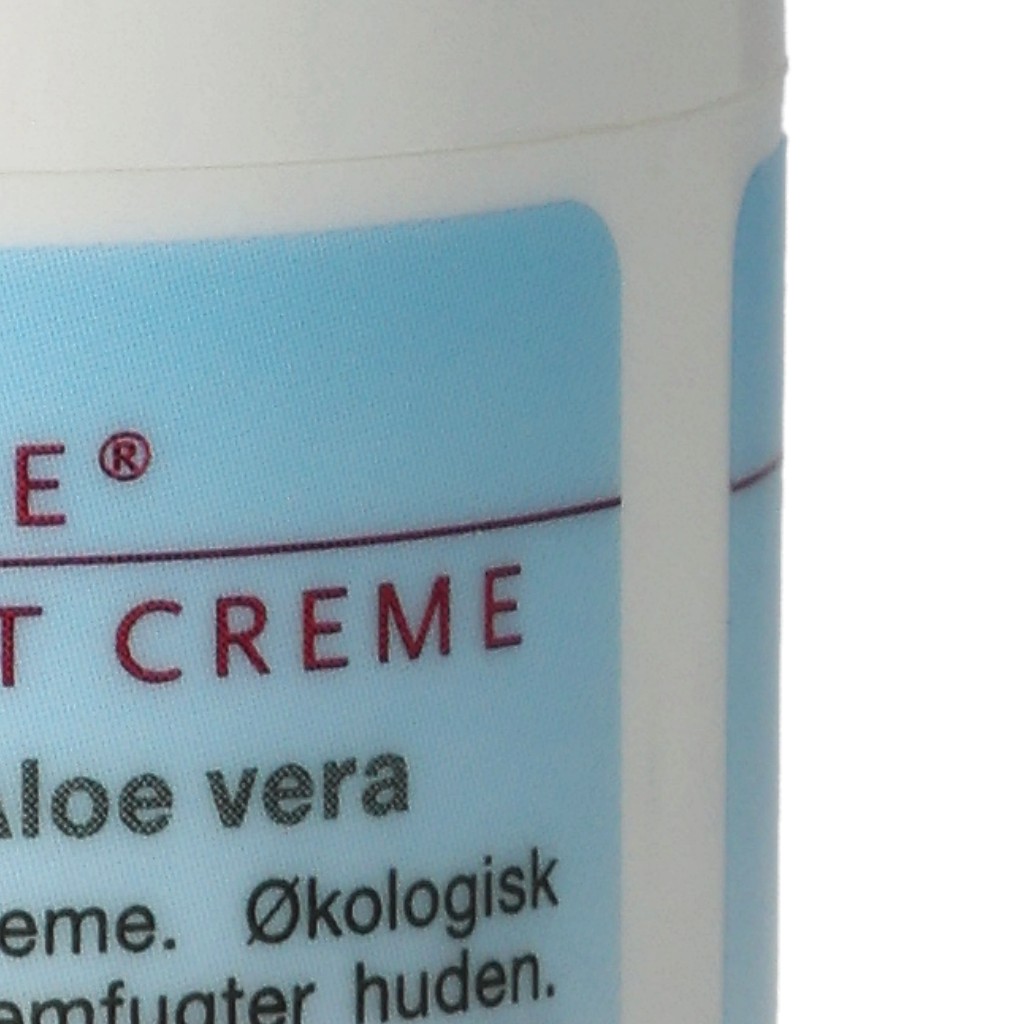 E®
T CREME
Aloe vera
eme. Økologisk
emfugter huden.